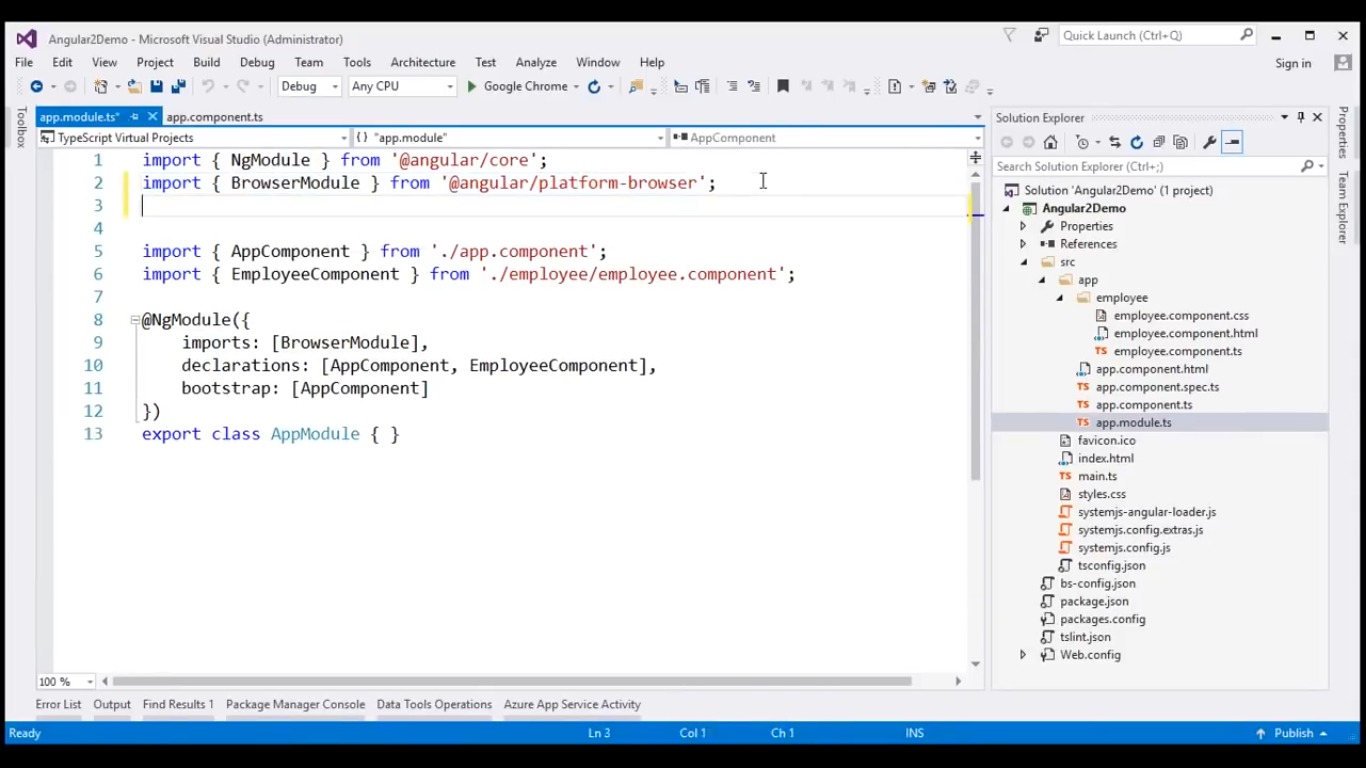 Angular2Demo - Microsoft Visual Studio (Administrator)
Quick Launch (Ctrl+Q)
File Edit View Project Build Debug Team Tools Architecture Test Analyze Window Help
Sign in
Debug Any CPU Google Chrome
Toolbox
app.module.ts* app.component.ts
TypeScript Virtual Projects {} "app.module" AppComponent
1 import { NgModule } from '@angular/core';
2 import { BrowserModule } from '@angular/platform-browser';
3
4
5 import { AppComponent } from './app.component';
6 import { EmployeeComponent } from './employee/employee.component';
7
8 @NgModule({
9 imports: [BrowserModule],
10 declarations: [AppComponent, EmployeeComponent],
11 bootstrap: [AppComponent]
12 })
13 export class AppModule { }
100 %
Solution Explorer
Search Solution Explorer (Ctrl+;)
Solution 'Angular2Demo' (1 project)
Angular2Demo
Properties
References
src
app
employee
employee.component.css
employee.component.html
TS employee.component.ts
app.component.html
TS app.component.spec.ts
TS app.component.ts
TS app.module.ts
favicon.ico
index.html
TS main.ts
styles.css
systemjs-angular-loader.js
systemjs.config.extras.js
systemjs.config.js
tsconfig.json
bs-config.json
package.json
packages.config
tslint.json
Web.config
Properties
Team Explorer
Error List Output Find Results 1 Package Manager Console Data Tools Operations Azure App Service Activity
Ready Ln 3 Col 1 Ch 1 INS Publish